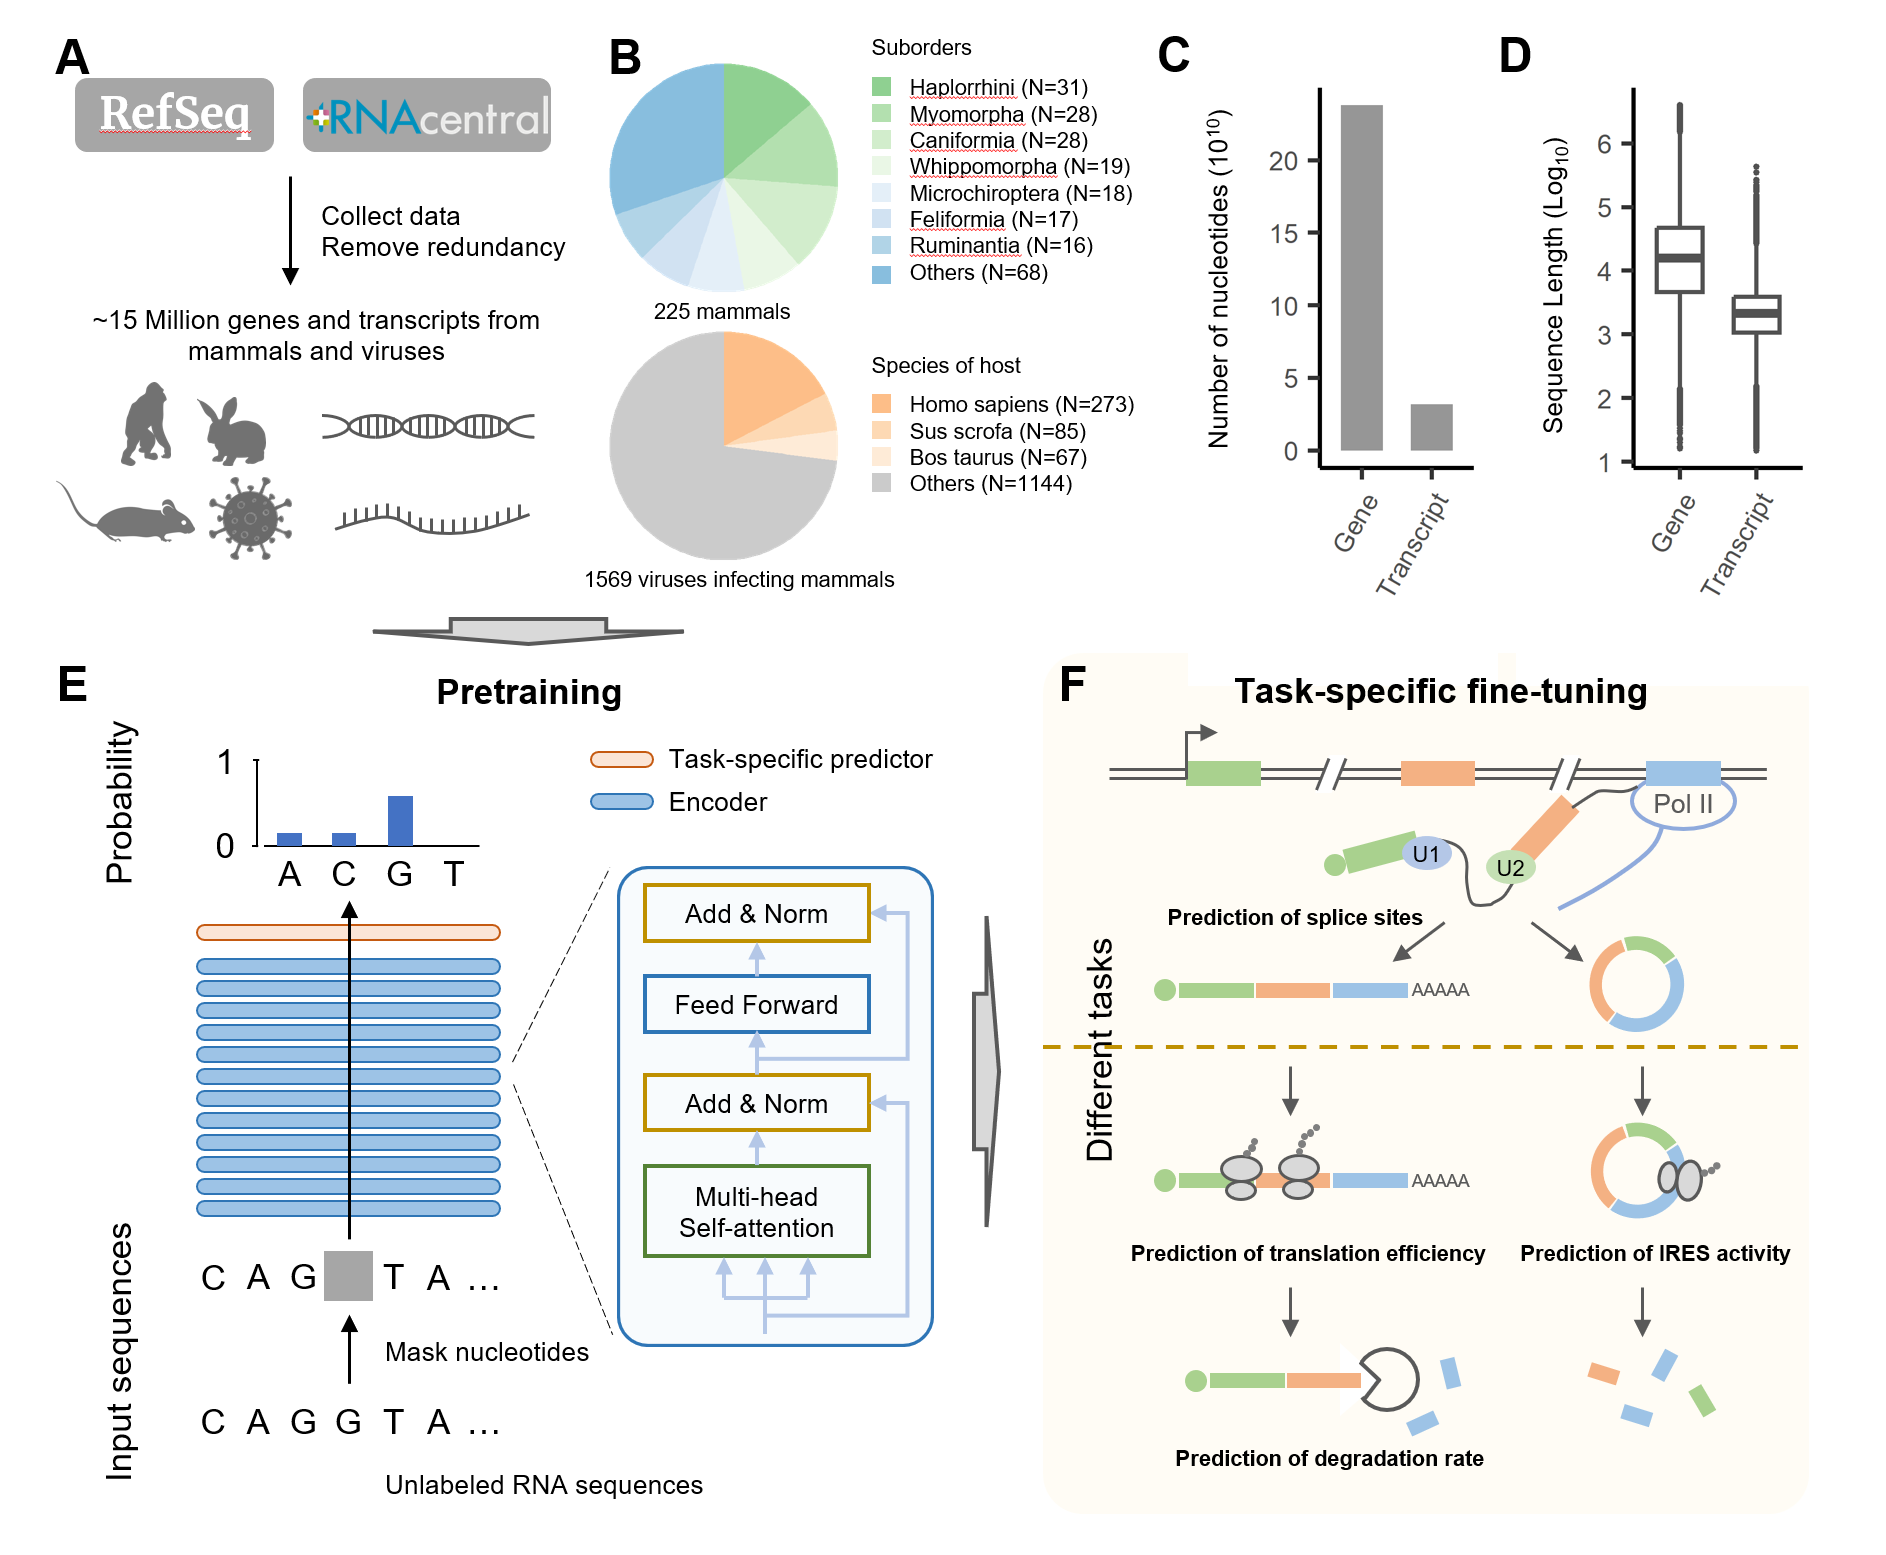 A
RefSeq
RNAcentral
Collect data
Remove redundancy
~15 Million genes and transcripts from
mammals and viruses
B
Suborders
Haplorrhini (N=31)
Myomorpha (N=28)
Caniformia (N=28)
Whippomorpha (N=19)
Microchiroptera (N=18)
Feliformia (N=17)
Ruminantia (N=16)
Others (N=68)
225 mammals
Species of host
Homo sapiens (N=273)
Sus scrofa (N=85)
Bos taurus (N=67)
Others (N=1144)
1569 viruses infecting mammals
C
Number of nucleotides (10¹⁰)
20
15
10
5
0
Gene
Transcript
D
Sequence Length (Log₁₀)
6
5
4
3
2
1
Gene
Transcript
E
Pretraining
Probability
1
0
A C G T
Task-specific predictor
Encoder
Add & Norm
Feed Forward
Add & Norm
Multi-head
Self-attention
Input sequences
C A G T A ...
Mask nucleotides
C A G G T A ...
Unlabeled RNA sequences
F
Task-specific fine-tuning
Different tasks
Pol II
U1
U2
Prediction of splice sites
AAAAA
AAAAA
Prediction of translation efficiency
Prediction of IRES activity
Prediction of degradation rate